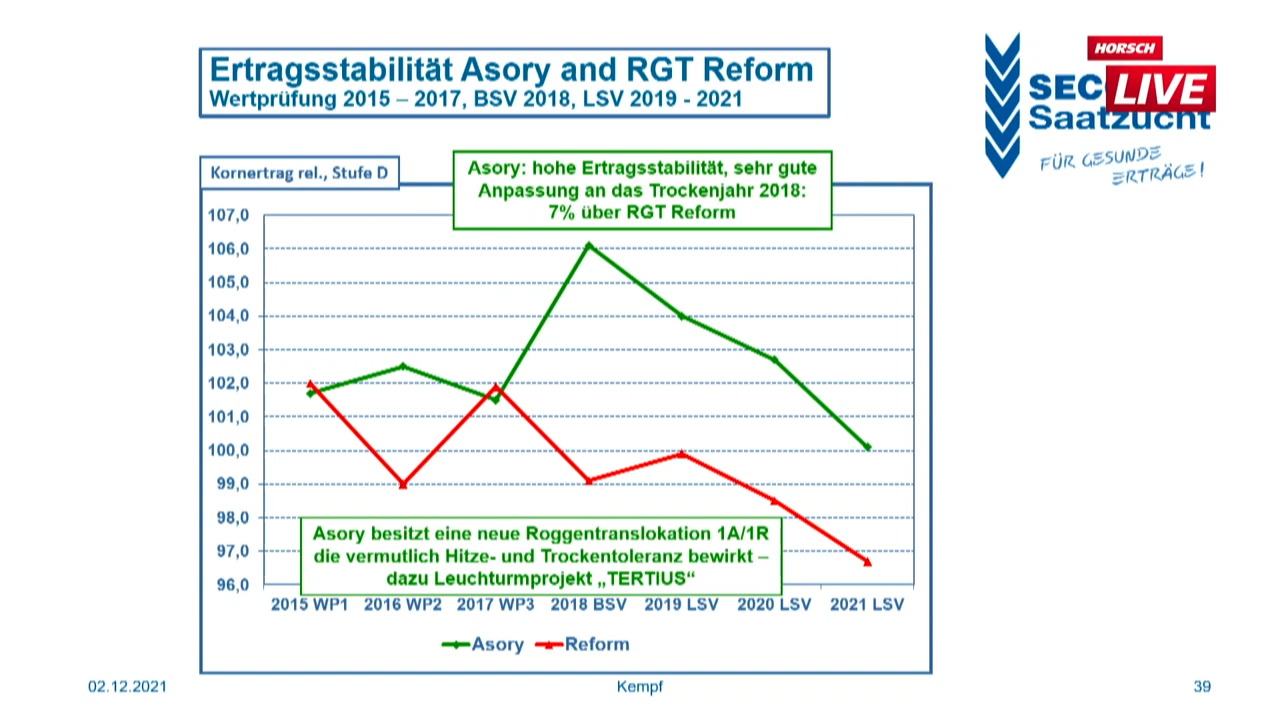 Ertragsstabilität Asory and RGT Reform
Wertprüfung 2015 – 2017, BSV 2018, LSV 2019 - 2021
HORSCH
LIVE
SEC
Saatzucht
FÜR GESUNDE
ERTRÄGE!
Kornertrag rel., Stufe D
Asory: hohe Ertragsstabilität, sehr gute
Anpassung an das Trockenjahr 2018:
7% über RGT Reform
107,0
106,0
105,0
104,0
103,0
102,0
101,0
100,0
99,0
98,0
97,0
96,0
Asory besitzt eine neue Roggentranslokation 1A/1R
die vermutlich Hitze- und Trockentoleranz bewirkt –
dazu Leuchturmprojekt „TERTIUS“
2015 WP1 2016 WP2 2017 WP3 2018 BSV 2019 LSV 2020 LSV 2021 LSV
Asory Reform
02.12.2021 Kempf 39